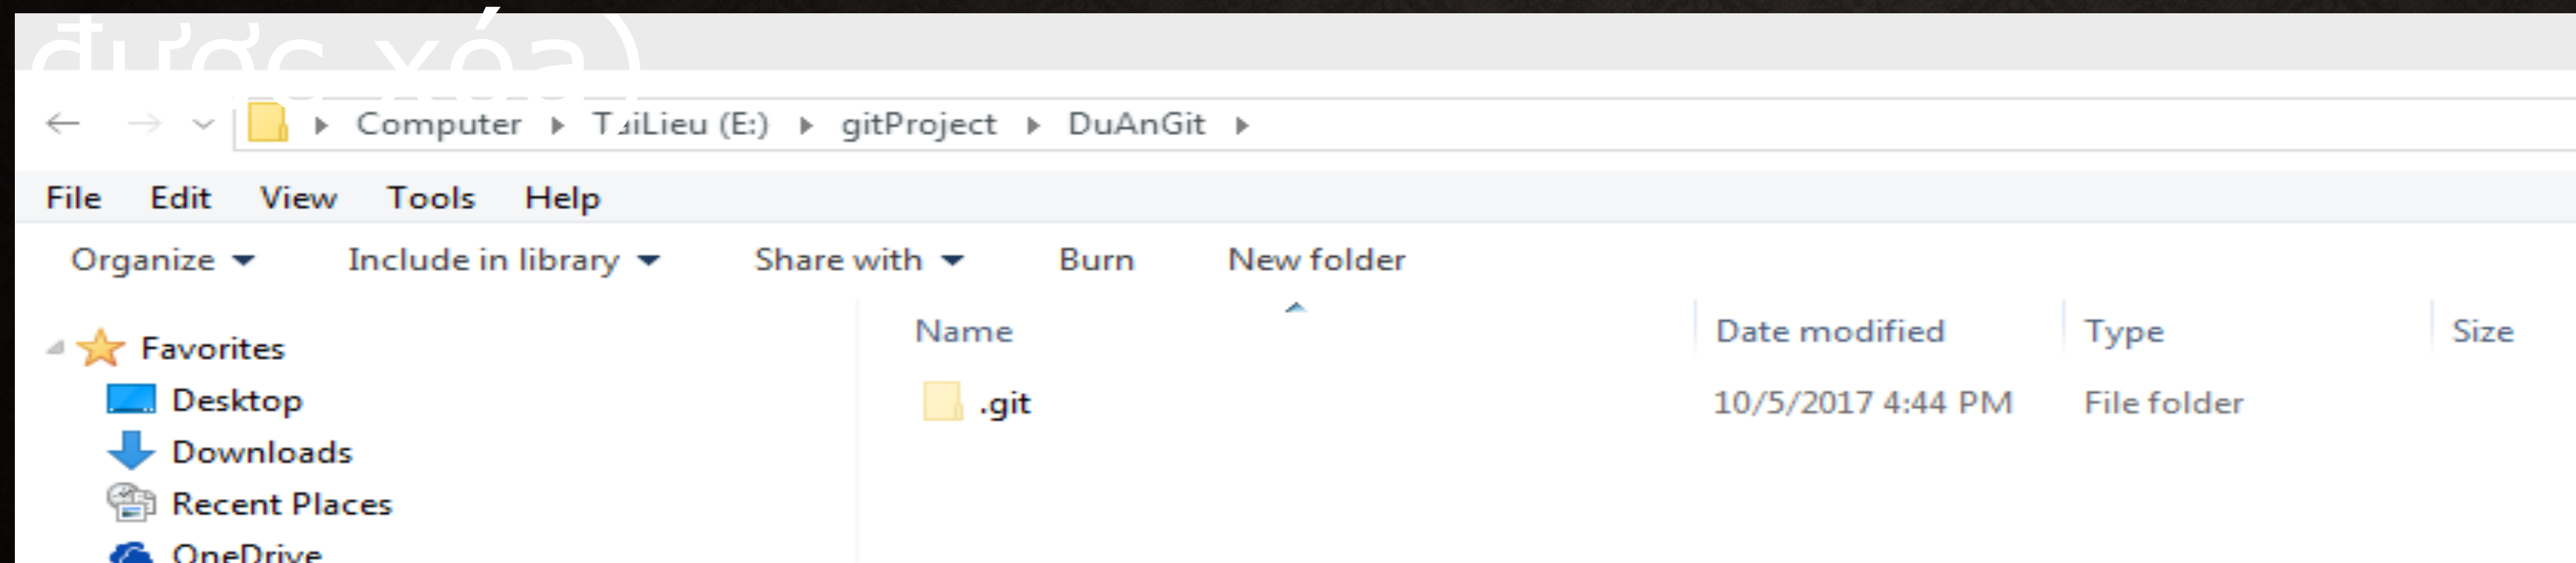 được xóa)
Computer TaiLieu (E:) gitProject DuAnGit
File Edit View Tools Help
Organize Include in library Share with Burn New folder
Name Date modified Type Size
Favorites
.git 10/5/2017 4:44 PM File folder
Desktop
Downloads
Recent Places
OneDrive